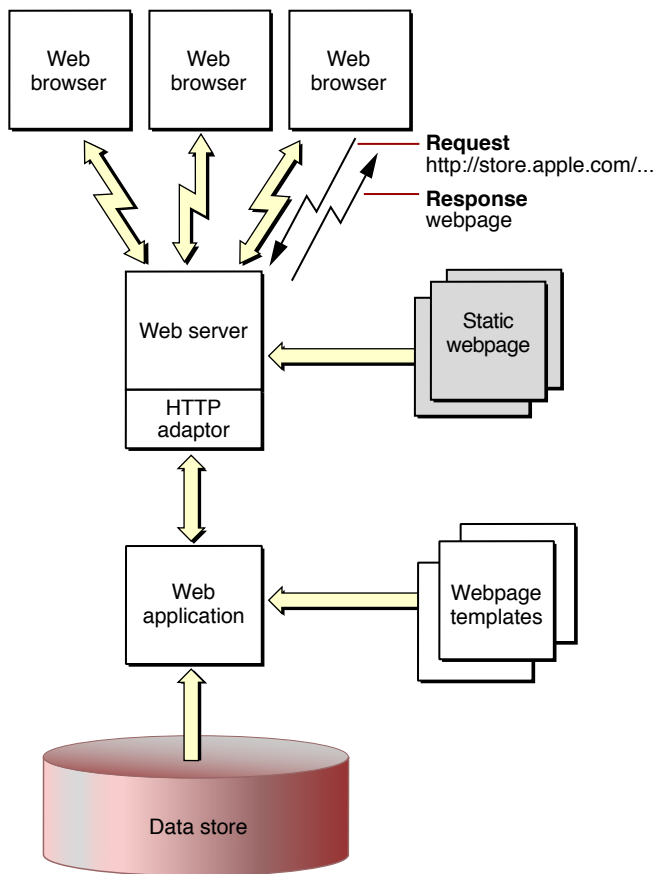 Web
browser
Web
browser
Web
browser
Request
http://store.apple.com/...
Response
webpage
Web server
Static
webpage
HTTP
adaptor
Web
application
Webpage
templates
Data store